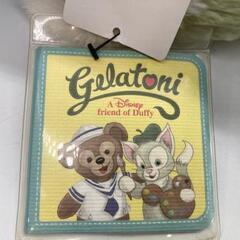 Gelatoni
A Disney
friend of Duffy